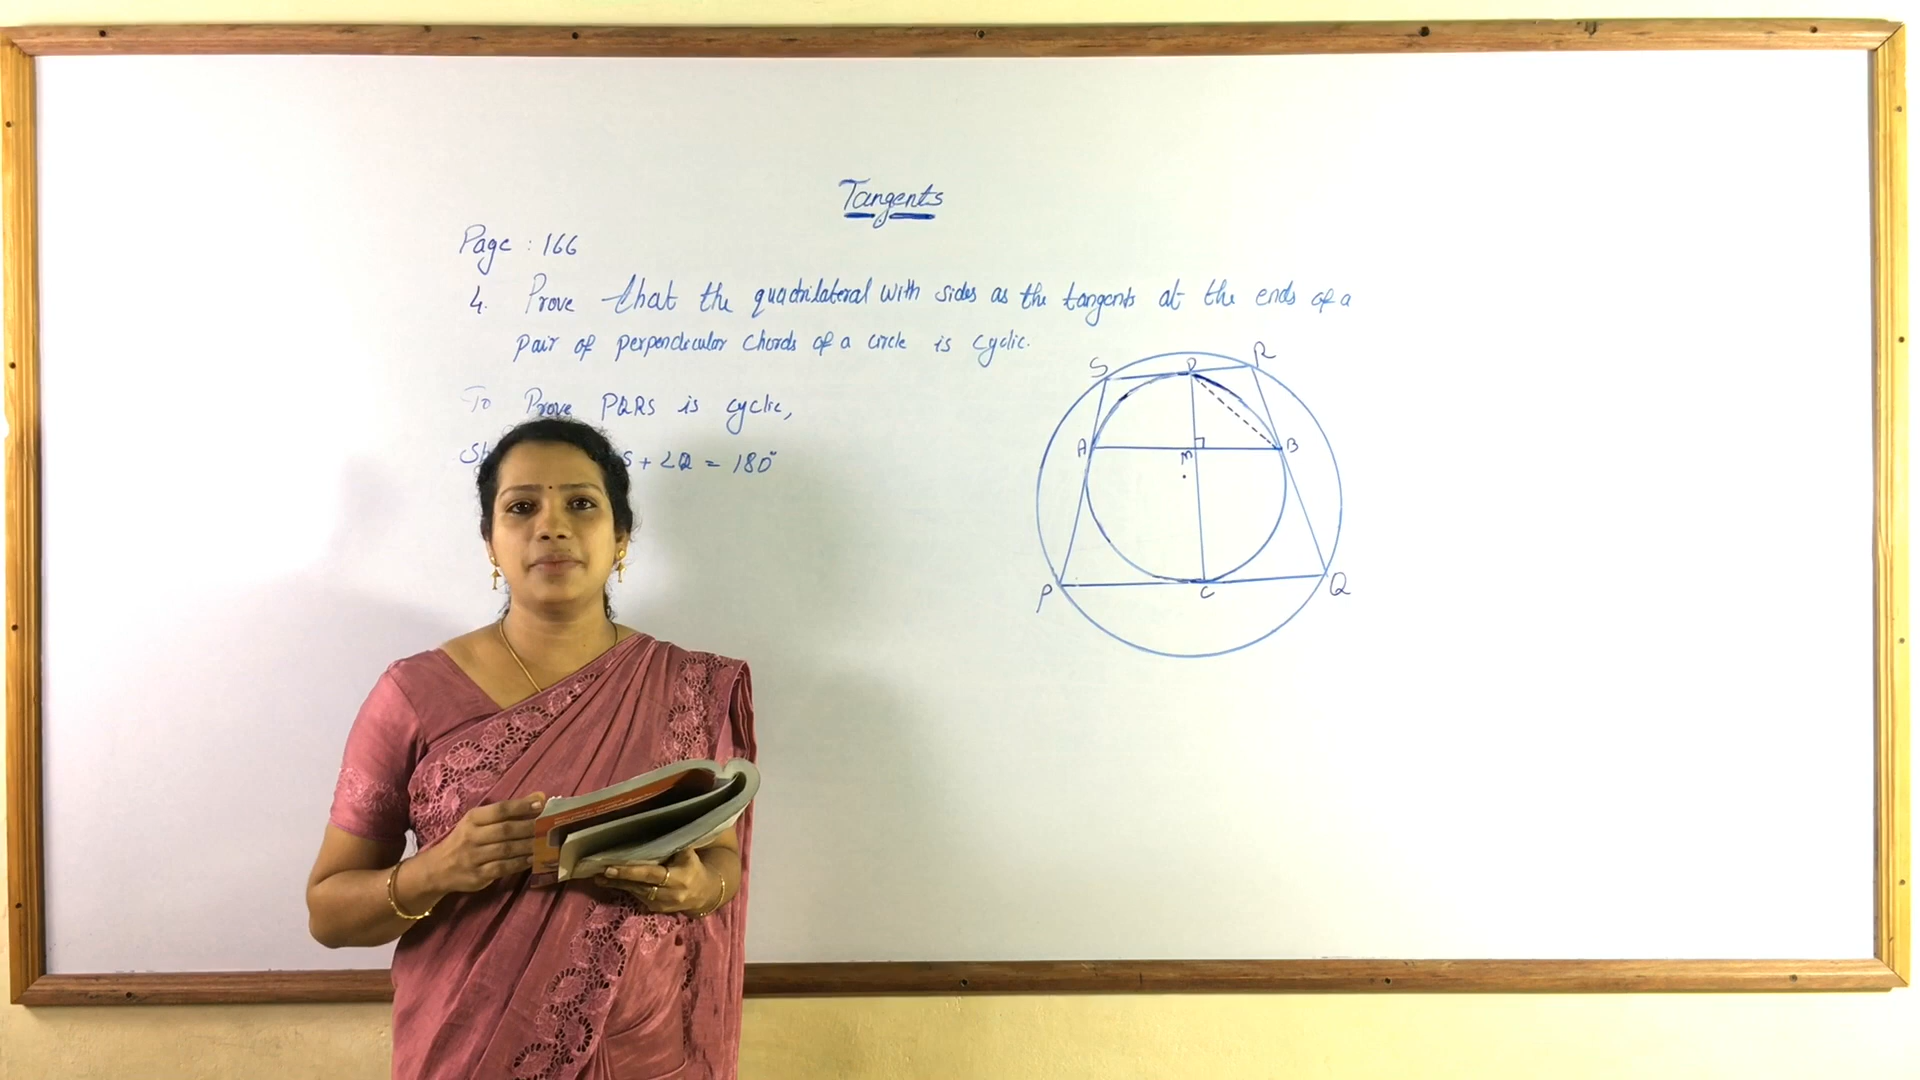 Tangents
Page : 166
4. Prove that the quadrilateral with sides as the tangents at the ends of a
pair of perpendicular chords of a circle is cyclic.
To Prove PQRS is cyclic,
S + ∠Q = 180°
S D R
A M B
P C Q